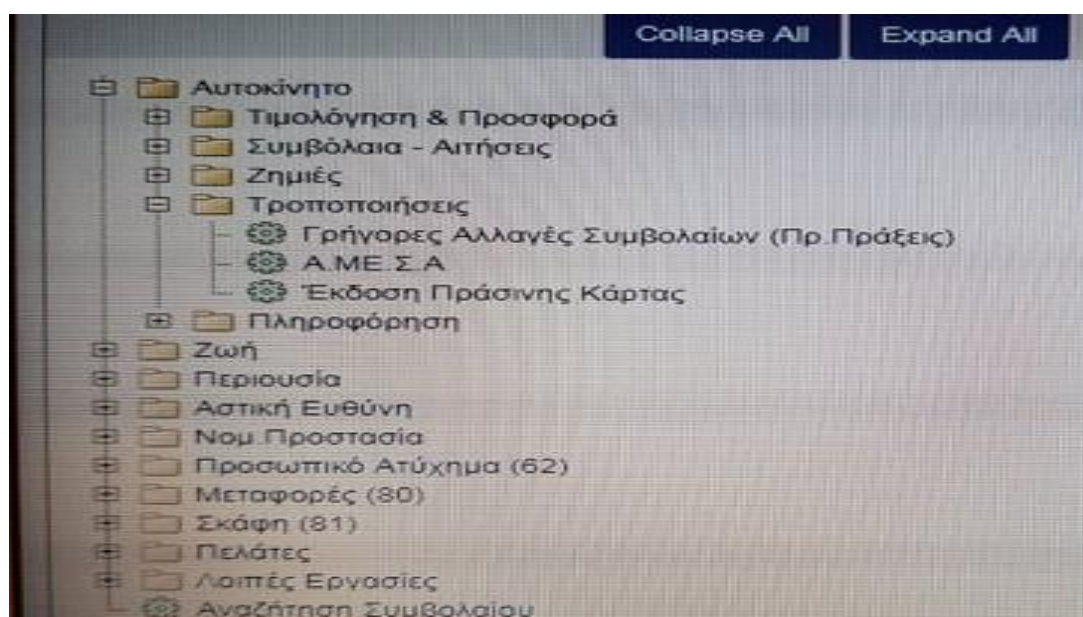 Collapse All Expand All
Αυτοκίνητο
Τιμολόγηση & Προσφορά
Συμβόλαια - Αιτήσεις
Ζημιές
Τροποποιήσεις
Γρήγορες Αλλαγές Συμβολαίων (Πρ.Πράξεις)
Α.ΜΕ.Σ.Α
Έκδοση Πράσινης Κάρτας
Πληροφόρηση
Ζωή
Περιουσία
Αστική Ευθύνη
Νομ.Προστασία
Προσωπικό Ατύχημα (62)
Μεταφορές (80)
Σκάφη (81)
Πελάτες
Λοιπές Εργασίες
Αναζήτηση Συμβολαίου